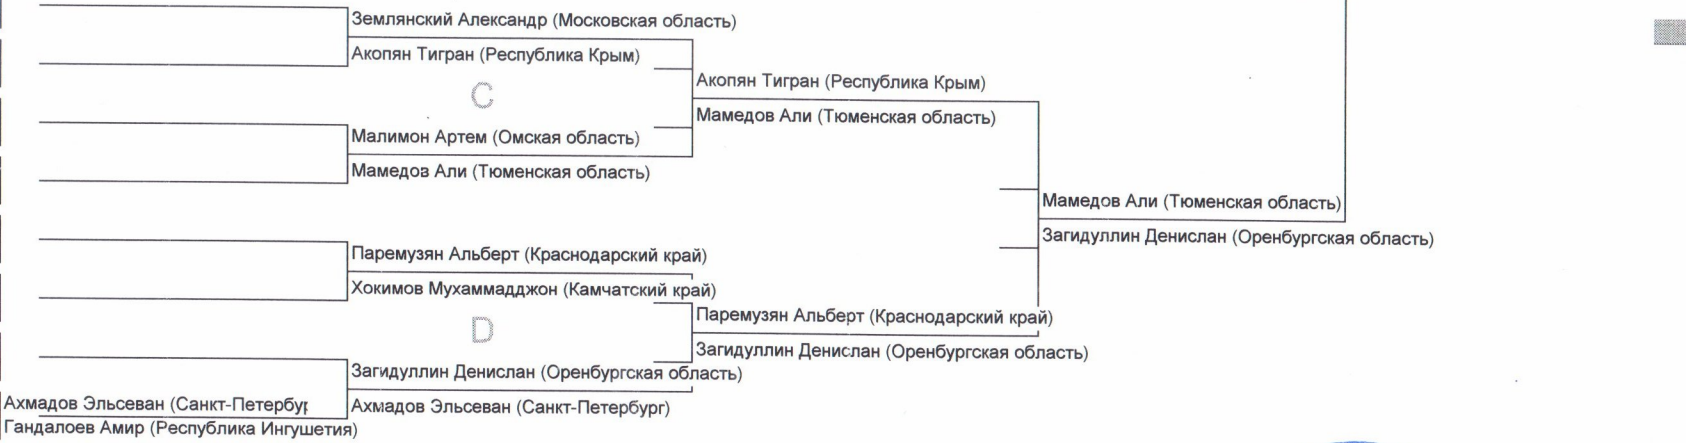 Землянский Александр (Московская область)
Акопян Тигран (Республика Крым)
Акопян Тигран (Республика Крым)
C
Мамедов Али (Тюменская область)
Малимон Артем (Омская область)
Мамедов Али (Тюменская область)
Мамедов Али (Тюменская область)
Загидуллин Денислан (Оренбургская область)
Паремузян Альберт (Краснодарский край)
Хокимов Мухаммадджон (Камчатский край)
Паремузян Альберт (Краснодарский край)
D
Загидуллин Денислан (Оренбургская область)
Загидуллин Денислан (Оренбургская область)
Ахмадов Эльсеван (Санкт-Петербур
Ахмадов Эльсеван (Санкт-Петербург)
Гандалоев Амир (Республика Ингушетия)